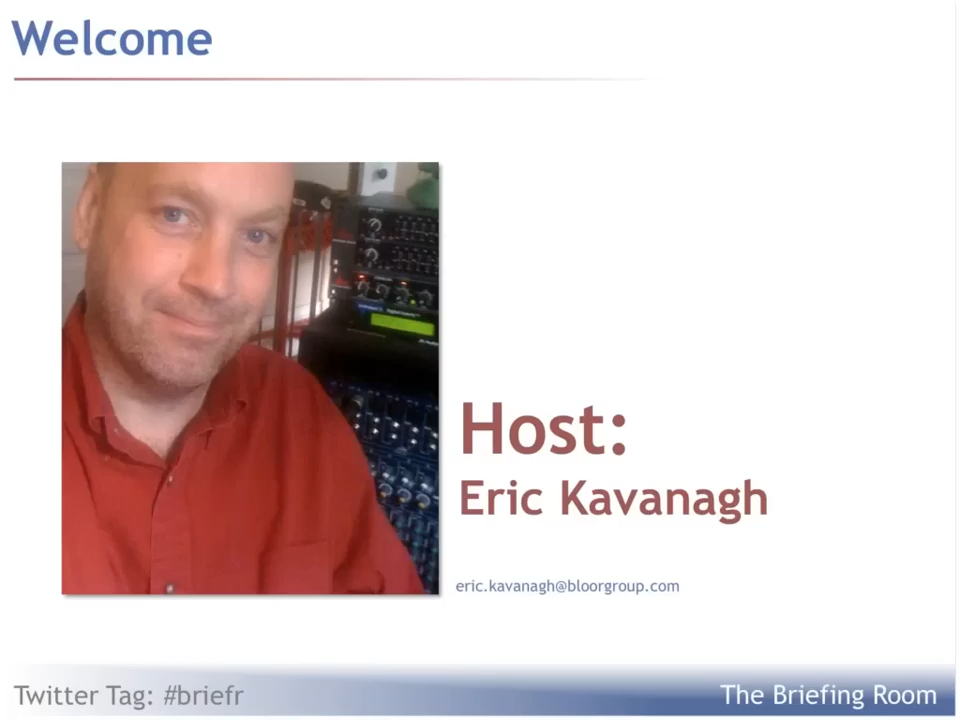 Welcome
Host:
Eric Kavanagh
eric.kavanagh@bloorgroup.com
Twitter Tag: #briefr
The Briefing Room